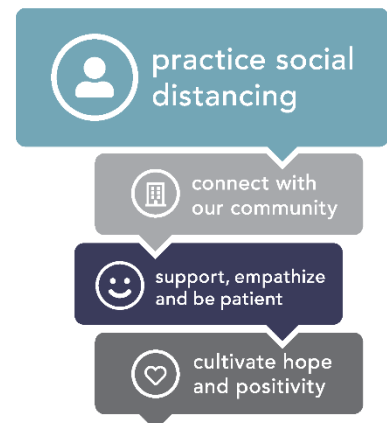 practice social
distancing
connect with
our community
support, empathize
and be patient
cultivate hope
and positivity